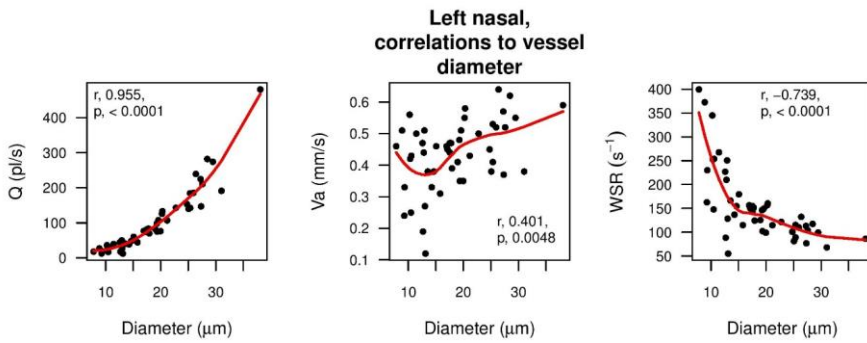 Left nasal,
correlations to vessel
diameter
Q (pl/s)
400
300
200
100
0
r, 0.955,
p, < 0.0001
10
20
30
Diameter (μm)
Va (mm/s)
0.6
0.5
0.4
0.3
0.2
0.1
r, 0.401,
p, 0.0048
10
20
30
Diameter (μm)
WSR (s⁻¹)
400
350
300
250
200
150
100
50
r, −0.739,
p, < 0.0001
10
20
30
Diameter (μm)